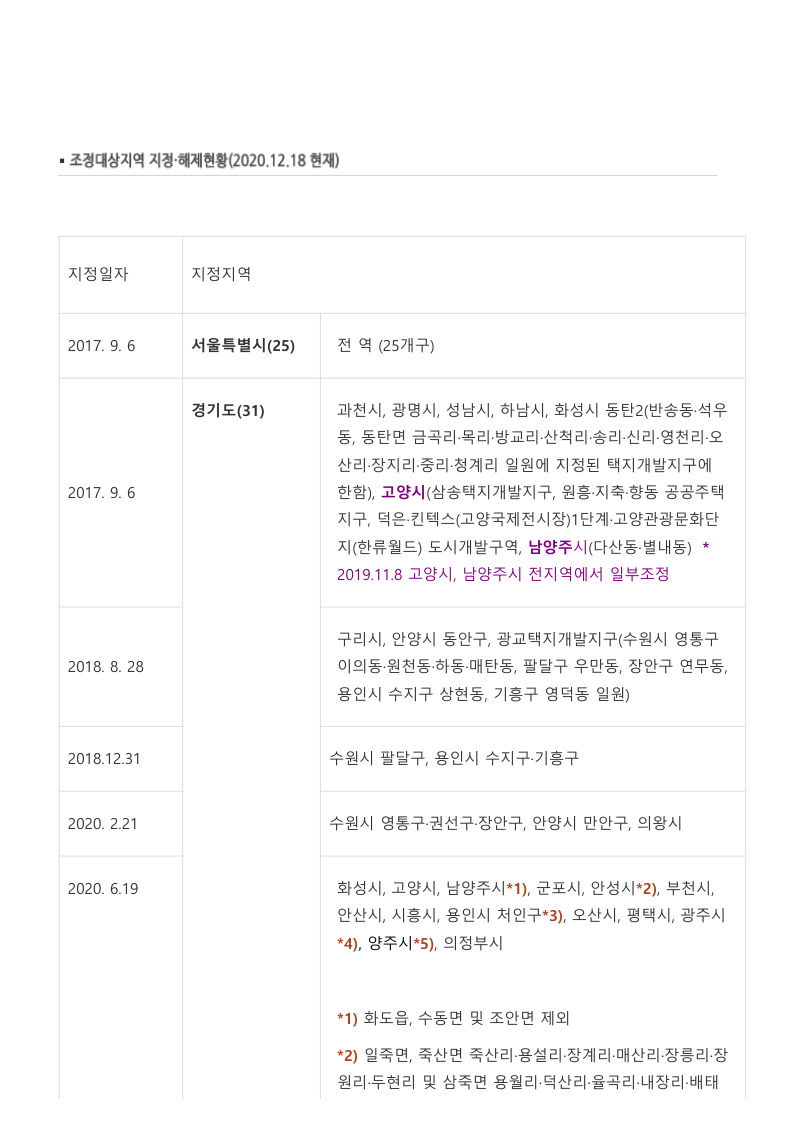 ▪ 조정대상지역 지정·해제현황(2020.12.18 현재)
지정일자 지정지역
2017. 9. 6 서울특별시(25) 전 역 (25개구)
2017. 9. 6
경기도(31)
과천시, 광명시, 성남시, 하남시, 화성시 동탄2(반송동·석우
동, 동탄면 금곡리·목리·방교리·산척리·송리·신리·영천리·오
산리·장지리·중리·청계리 일원에 지정된 택지개발지구에
한함), 고양시(삼송택지개발지구, 원흥·지축·향동 공공주택
지구, 덕은·킨텍스(고양국제전시장)1단계·고양관광문화단
지(한류월드) 도시개발구역, 남양주시(다산동·별내동) *
2019.11.8 고양시, 남양주시 전지역에서 일부조정
2018. 8. 28
구리시, 안양시 동안구, 광교택지개발지구(수원시 영통구
이의동·원천동·하동·매탄동, 팔달구 우만동, 장안구 연무동,
용인시 수지구 상현동, 기흥구 영덕동 일원)
2018.12.31 수원시 팔달구, 용인시 수지구·기흥구
2020. 2.21 수원시 영통구·권선구·장안구, 안양시 만안구, 의왕시
2020. 6.19 화성시, 고양시, 남양주시*1), 군포시, 안성시*2), 부천시,
안산시, 시흥시, 용인시 처인구*3), 오산시, 평택시, 광주시
*4), 양주시*5), 의정부시
*1) 화도읍, 수동면 및 조안면 제외
*2) 일죽면, 죽산면 죽산리·용설리·장계리·매산리·장릉리·장
원리·두현리 및 삼죽면 용월리·덕산리·율곡리·내장리·배태